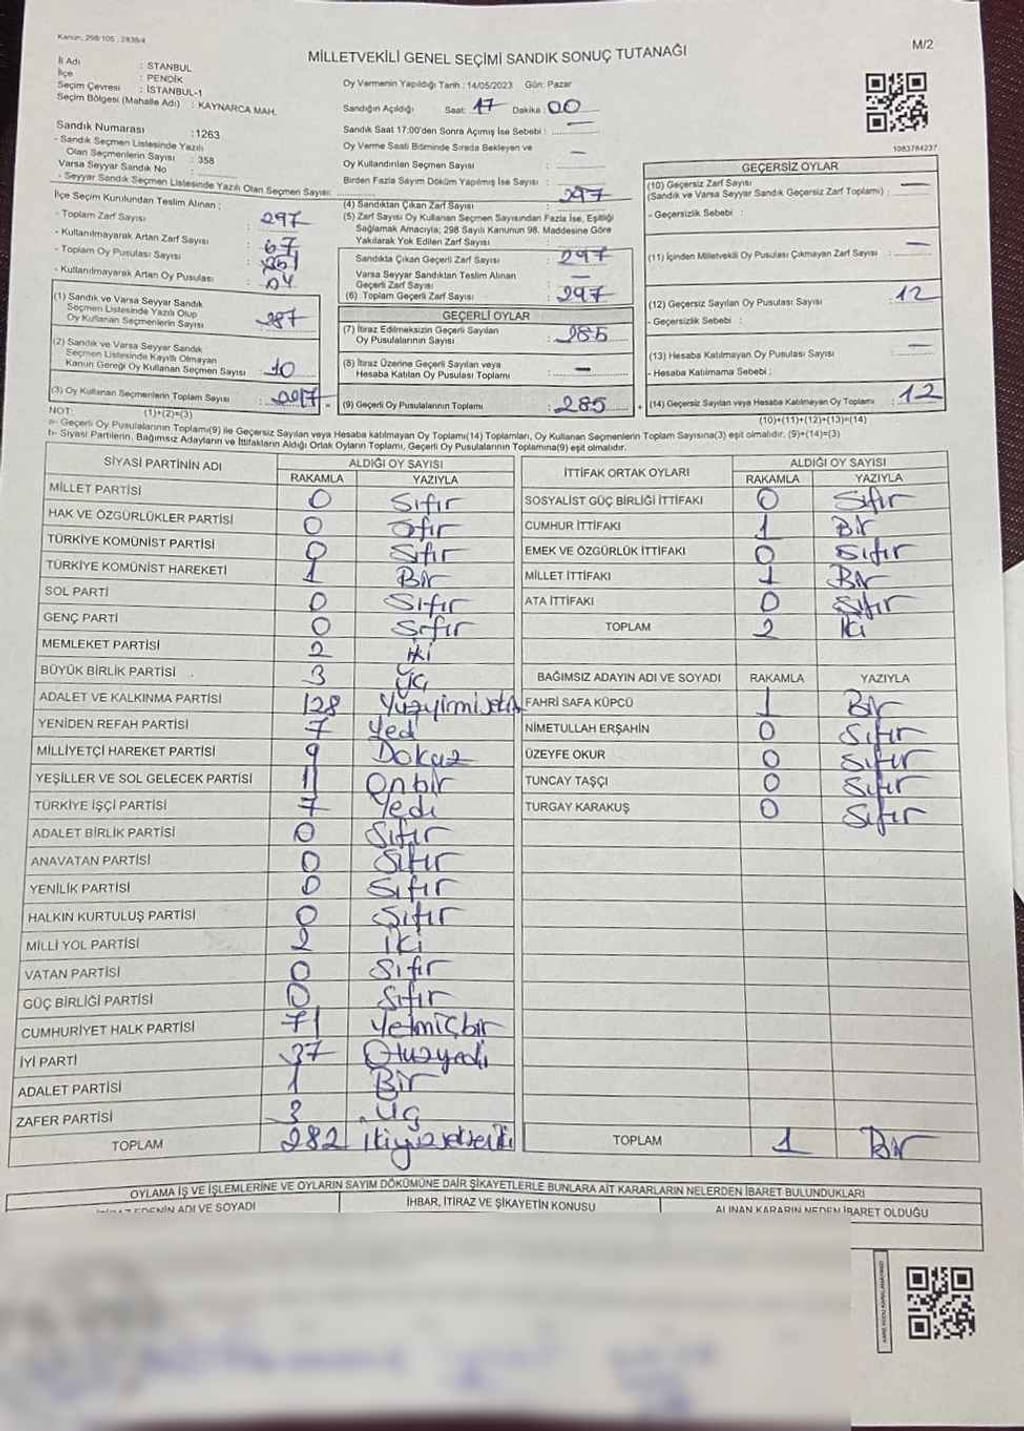 Kanun: 298/105, 2839/4
M/2
MİLLETVEKİLİ GENEL SEÇİMİ SANDIK SONUÇ TUTANAĞI
İli Adı : STANBUL
İlçe : PENDİK
Seçim Çevresi : İSTANBUL-1
Seçim Bölgesi (Mahalle Adı) : KAYNARCA MAH.
Sandık Numarası : 1263
- Sandık Seçmen Listesinde Yazılı
Olan Seçmenlerin Sayısı : 358
Varsa Seyyar Sandık No :
- Seyyar Sandık Seçmen Listesinde Yazılı Olan Seçmen Sayısı:
İlçe Seçim Kurulundan Teslim Alınan ;
- Toplam Zarf Sayısı : 297
- Kullanılmayarak Artan Zarf Sayısı : 67
- Toplam Oy Pusulası Sayısı :
- Kullanılmayarak Artan Oy Pusulası :
(1) Sandık ve Varsa Seyyar Sandık
Seçmen Listesinde Yazılı Olup
Oy Kullanan Seçmenlerin Sayısı : 287
(2) Sandık ve Varsa Seyyar Sandık
Seçmen Listesinde Kayıtlı Olmayan
Kanun Gereği Oy Kullanan Seçmen Sayısı : 10
(3) Oy Kullanan Seçmenlerin Toplam Sayısı : 297
Oy Vermenin Yapıldığı Tarih : 14/05/2023 Gün: Pazar
Sandığın Açıldığı Saat: 17 Dakika : 00
Sandık Saat 17:00'den Sonra Açımış İse Sebebi : —
Oy Verme Saati Bitiminde Sırada Bekleyen ve
Oy Kullandırılan Seçmen Sayısı : —
Birden Fazla Sayım Döküm Yapılmış İse Sayısı :
(4) Sandıktan Çıkan Zarf Sayısı : 297
(5) Zarf Sayısı Oy Kullanan Seçmen Sayısından Fazla İse, Eşitliği
Sağlamak Amacıyla; 298 Sayılı Kanunun 98. Maddesine Göre
Yakılarak Yok Edilen Zarf Sayısı :
Sandıkta Çıkan Geçerli Zarf Sayısı : 297
Varsa Seyyar Sandıktan Teslim Alınan
Geçerli Zarf Sayısı : —
(6) Toplam Geçerli Zarf Sayısı : 297
GEÇERLİ OYLAR
(7) İtiraz Edilmeksizin Geçerli Sayılan
Oy Pusulalarının Sayısı : 285
(8) İtiraz Üzerine Geçerli Sayılan veya
Hesaba Katılan Oy Pusulası Toplamı : —
(9) Geçerli Oy Pusulalarının Toplamı : 285
1083784237
GEÇERSİZ OYLAR
(10) Geçersiz Zarf Sayısı
(Sandık ve Varsa Seyyar Sandık Geçersiz Zarf Toplamı) : —
- Geçersizlik Sebebi :
(11) İçinden Milletvekili Oy Pusulası Çıkmayan Zarf Sayısı : —
(12) Geçersiz Sayılan Oy Pusulası Sayısı : 12
- Geçersizlik Sebebi :
(13) Hesaba Katılmayan Oy Pusulası Sayısı : —
- Hesaba Katılmama Sebebi :
(14) Geçersiz Sayılan veya Hesaba Katılmayan Oy Toplamı : 12
NOT: (1)+(2)=(3) (10)+(11)+(12)+(13)=(14)
a- Geçerli Oy Pusulalarının Toplamı(9) ile Geçersiz Sayılan veya Hesaba katılmayan Oy Toplamı(14) Toplamları, Oy Kullanan Seçmenlerin Toplam Sayısına(3) eşit olmalıdır. (9)+(14)=(3)
b- Siyasi Partilerin, Bağımsız Adayların ve İttifakların Aldığı Ortak Oyların Toplamı, Geçerli Oy Pusulalarının Toplamına(9) eşit olmalıdır.
SİYASİ PARTİNİN ADI ALDIĞI OY SAYISI
RAKAMLA YAZIYLA
MİLLET PARTİSİ 0 Sıfır
HAK VE ÖZGÜRLÜKLER PARTİSİ 0 Sıfır
TÜRKİYE KOMÜNİST PARTİSİ 0 Sıfır
TÜRKİYE KOMÜNİST HAREKETİ 1 Bir
SOL PARTİ 0 Sıfır
GENÇ PARTİ 0 Sıfır
MEMLEKET PARTİSİ 2 iki
BÜYÜK BİRLİK PARTİSİ 3 Üç
ADALET VE KALKINMA PARTİSİ 128 Yüzyirmisekiz
YENİDEN REFAH PARTİSİ 7 Yedi
MİLLİYETÇİ HAREKET PARTİSİ 9 Dokuz
YEŞİLLER VE SOL GELECEK PARTİSİ 11 Onbir
TÜRKİYE İŞÇİ PARTİSİ 7 Yedi
ADALET BİRLİK PARTİSİ 0 Sıfır
ANAVATAN PARTİSİ 0 Sıfır
YENİLİK PARTİSİ 0 Sıfır
HALKIN KURTULUŞ PARTİSİ 0 Sıfır
MİLLİ YOL PARTİSİ 2 İki
VATAN PARTİSİ 0 Sıfır
GÜÇ BİRLİĞİ PARTİSİ 0 Sıfır
CUMHURİYET HALK PARTİSİ 71 Yetmişbir
İYİ PARTİ 37 Otuzyedi
ADALET PARTİSİ 1 Bir
ZAFER PARTİSİ 3 Üç
TOPLAM 282 ikiyüzsekseniki
İTTİFAK ORTAK OYLARI ALDIĞI OY SAYISI
RAKAMLA YAZIYLA
SOSYALİST GÜÇ BİRLİĞİ İTTİFAKI 0 Sıfır
CUMHUR İTTİFAKI 1 Bir
EMEK VE ÖZGÜRLÜK İTTİFAKI 0 Sıfır
MİLLET İTTİFAKI 1 Bir
ATA İTTİFAKI 0 Sıfır
TOPLAM 2 İki
BAĞIMSIZ ADAYIN ADI VE SOYADI RAKAMLA YAZIYLA
FAHRİ SAFA KÜPCÜ 1 Bir
NİMETULLAH ERŞAHİN 0 Sıfır
ÜZEYFE OKUR 0 Sıfır
TUNCAY TAŞÇI 0 Sıfır
TURGAY KARAKUŞ 0 Sıfır
TOPLAM 1 Bir
OYLAMA İŞ VE İŞLEMLERİNE VE OYLARIN SAYIM DÖKÜMÜNE DAİR ŞİKAYETLERLE BUNLARA AİT KARARLARIN NELERDEN İBARET BULUNDUKLARI
İTİRAZ EDENİN ADI VE SOYADI İHBAR, İTİRAZ VE ŞİKAYETİN KONUSU ALINAN KARARIN NEDEN İBARET OLDUĞU